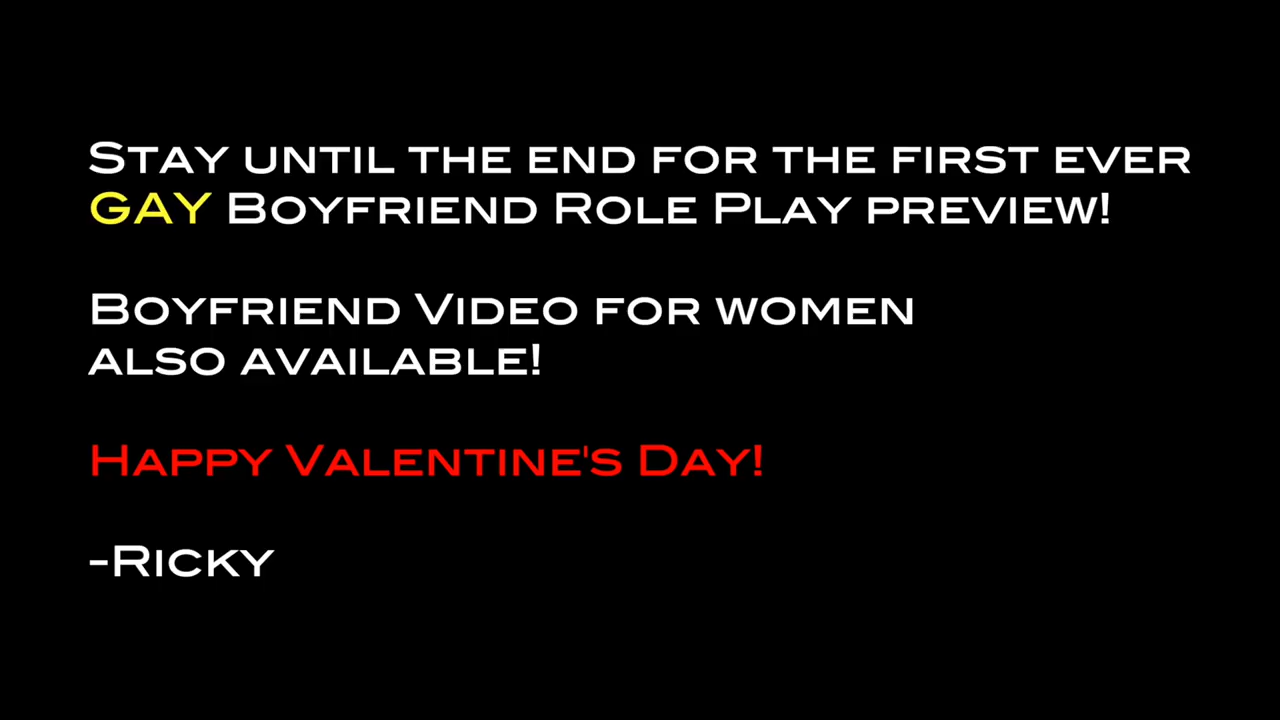 Stay until the end for the first ever
GAY Boyfriend Role Play preview!
Boyfriend Video for women
also available!
Happy Valentine's Day!
-Ricky